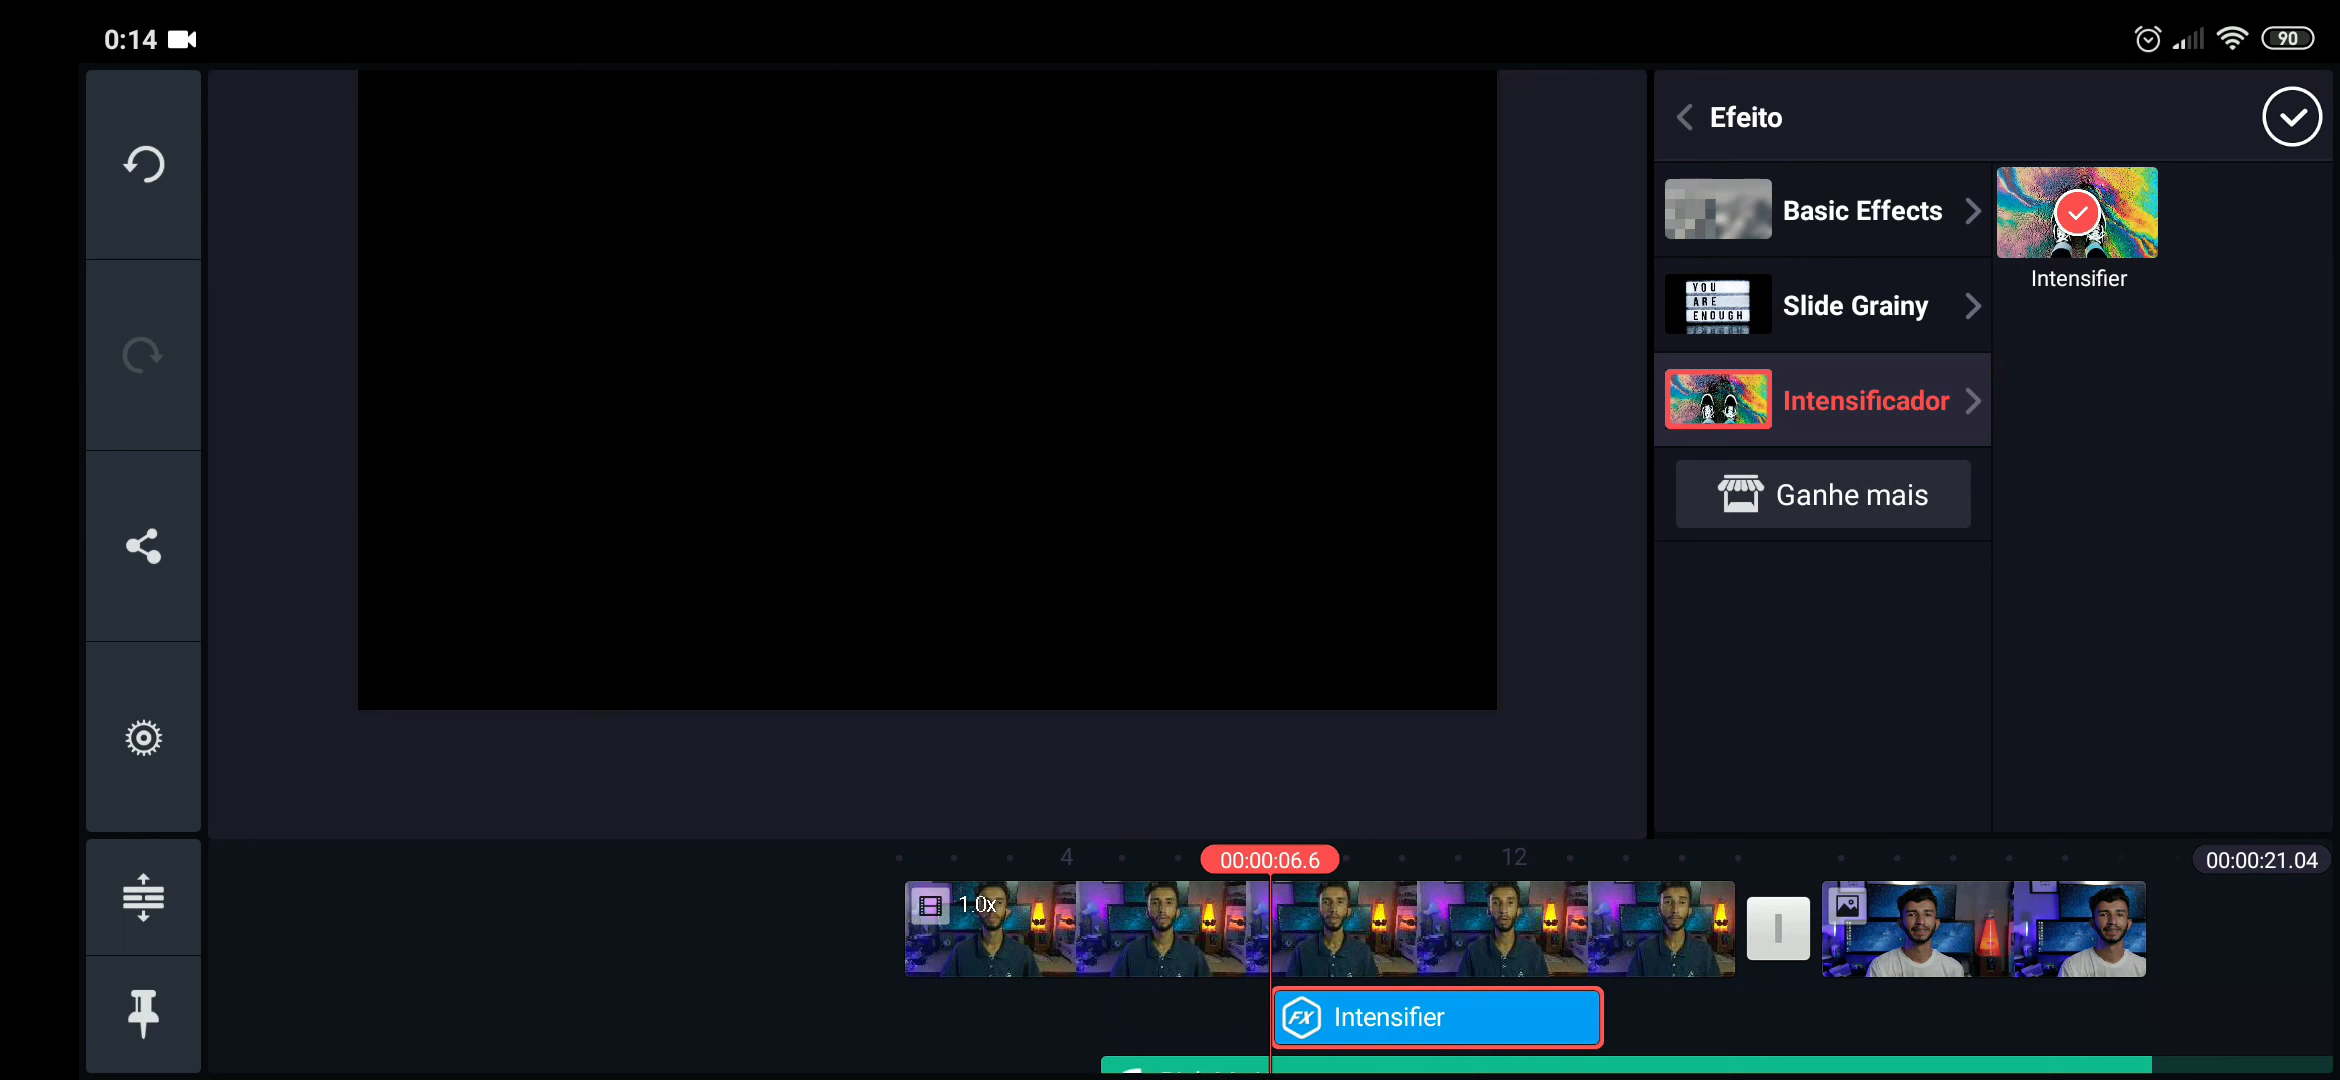 0:14
90
Efeito
Basic Effects
Intensifier
YOU
ARE
ENOUGH
Slide Grainy
Intensificador
Ganhe mais
4
00:00:06.6
12
00:00:21.04
1.0x
FX Intensifier